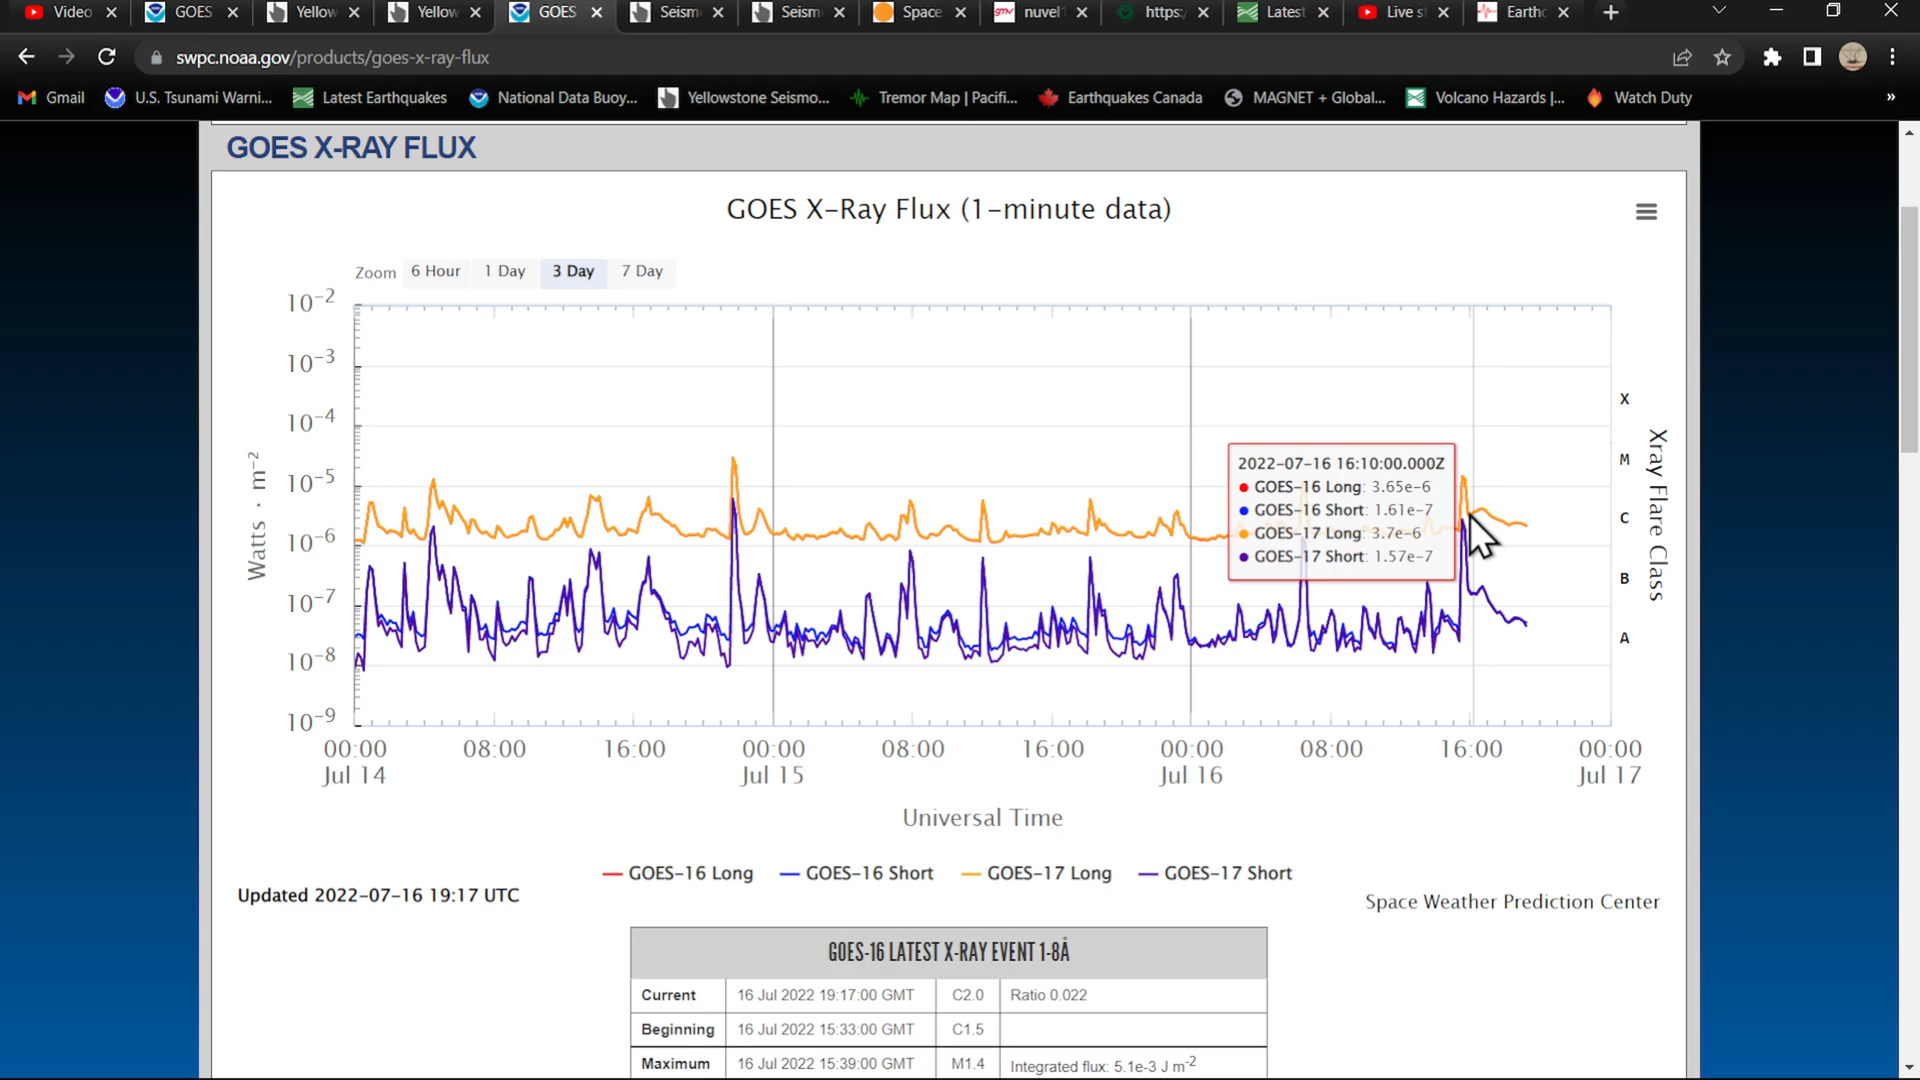 Video
GOES
Yellow
Yellow
GOES
Seism
Seism
Space
nuvel1
https:/
Latest
Live s
Earthc
swpc.noaa.gov/products/goes-x-ray-flux
Gmail
U.S. Tsunami Warni...
Latest Earthquakes
National Data Buoy...
Yellowstone Seismo...
Tremor Map | Pacifi...
Earthquakes Canada
MAGNET + Global...
Volcano Hazards |...
Watch Duty
»
GOES X-RAY FLUX
GOES X-Ray Flux (1-minute data)
Zoom 6 Hour 1 Day 3 Day 7 Day
10-2
10-3
10-4
10-5
10-6
10-7
10-8
10-9
Watts · m-2
X
M
C
B
A
Xray Flare Class
2022-07-16 16:10:00.000Z
GOES-16 Long: 3.65e-6
GOES-16 Short: 1.61e-7
GOES-17 Long: 3.7e-6
GOES-17 Short: 1.57e-7
00:00 08:00 16:00 00:00 08:00 16:00 00:00 08:00 16:00 00:00
Jul 14 Jul 15 Jul 16 Jul 17
Universal Time
GOES-16 Long GOES-16 Short GOES-17 Long GOES-17 Short
Updated 2022-07-16 19:17 UTC
Space Weather Prediction Center
GOES-16 LATEST X-RAY EVENT 1-8Å
Current 16 Jul 2022 19:17:00 GMT C2.0 Ratio 0.022
Beginning 16 Jul 2022 15:33:00 GMT C1.5
Maximum 16 Jul 2022 15:39:00 GMT M1.4 Integrated flux: 5.1e-3 J m-2